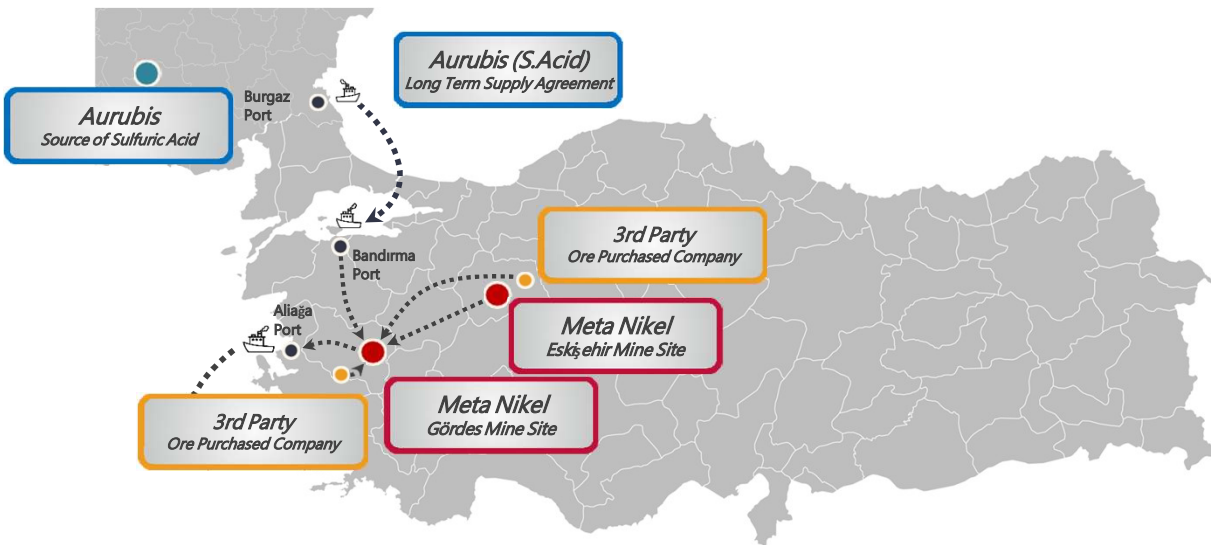 Aurubis (S.Acid)
Long Term Supply Agreement
Burgaz
Port
Aurubis
Source of Sulfuric Acid
3rd Party
Ore Purchased Company
Bandırma
Port
Aliağa
Port
Meta Nikel
Eskişehir Mine Site
Meta Nikel
Gördes Mine Site
3rd Party
Ore Purchased Company